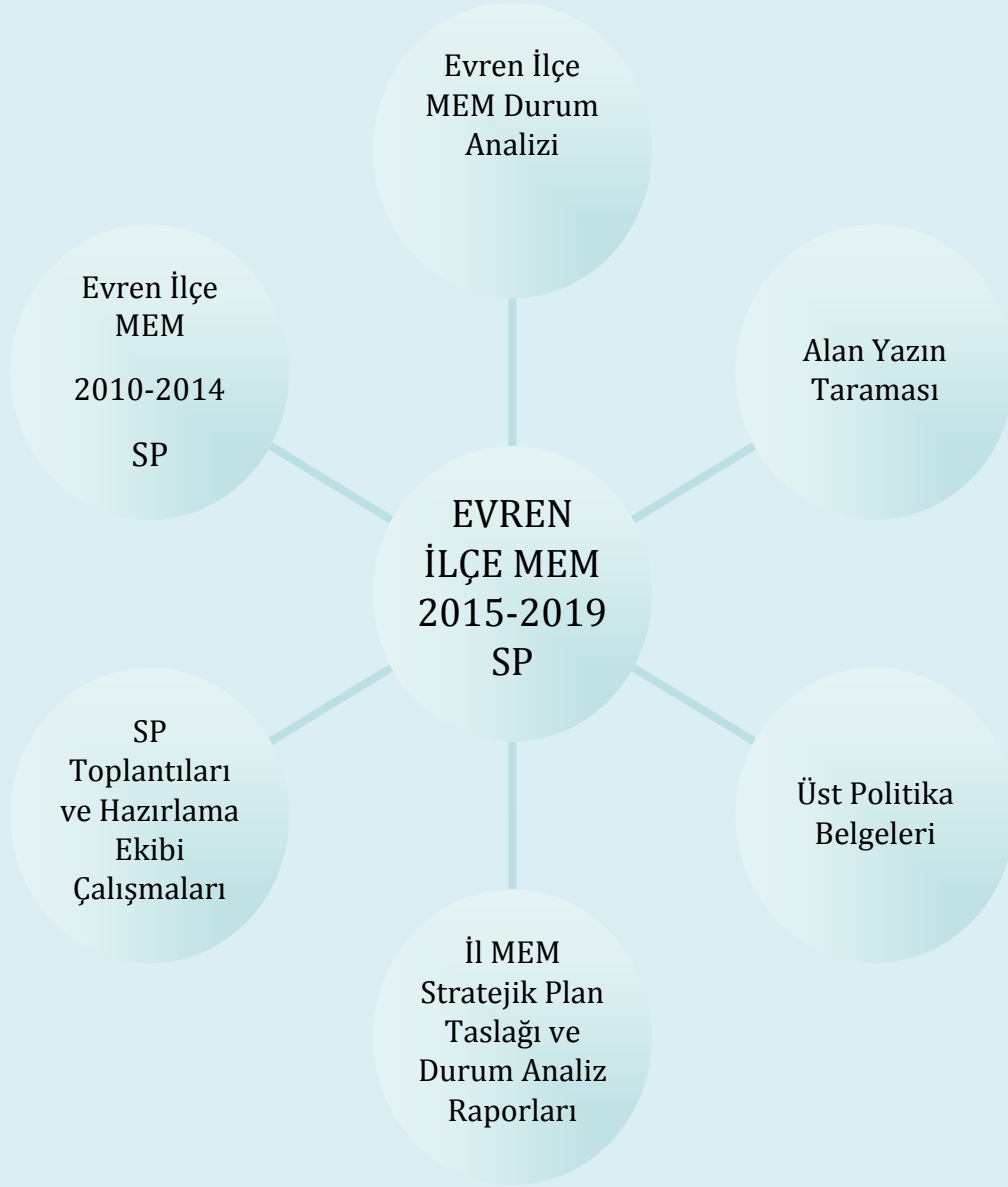 Evren İlçe
MEM Durum
Analizi
Evren İlçe
MEM
2010-2014
SP
Alan Yazın
Taraması
EVREN
İLÇE MEM
2015-2019
SP
SP
Toplantıları
ve Hazırlama
Ekibi
Çalışmaları
Üst Politika
Belgeleri
İl MEM
Stratejik Plan
Taslağı ve
Durum Analiz
Raporları